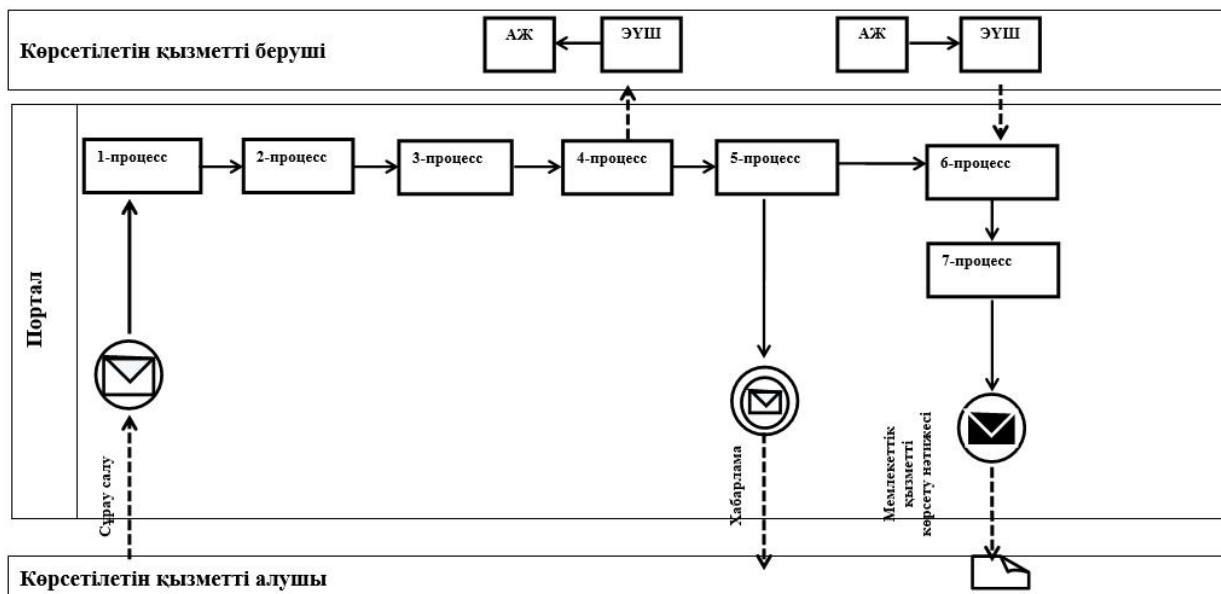 Көрсетілетін қызметті беруші
АЖ
ЭҮШ
АЖ
ЭҮШ
Портал
1-процесс
2-процесс
3-процесс
4-процесс
5-процесс
6-процесс
7-процесс
Сұрау салу
Хабарлама
Мемлекеттік
қызметті
көрсету нәтижесі
Көрсетілетін қызметті алушы